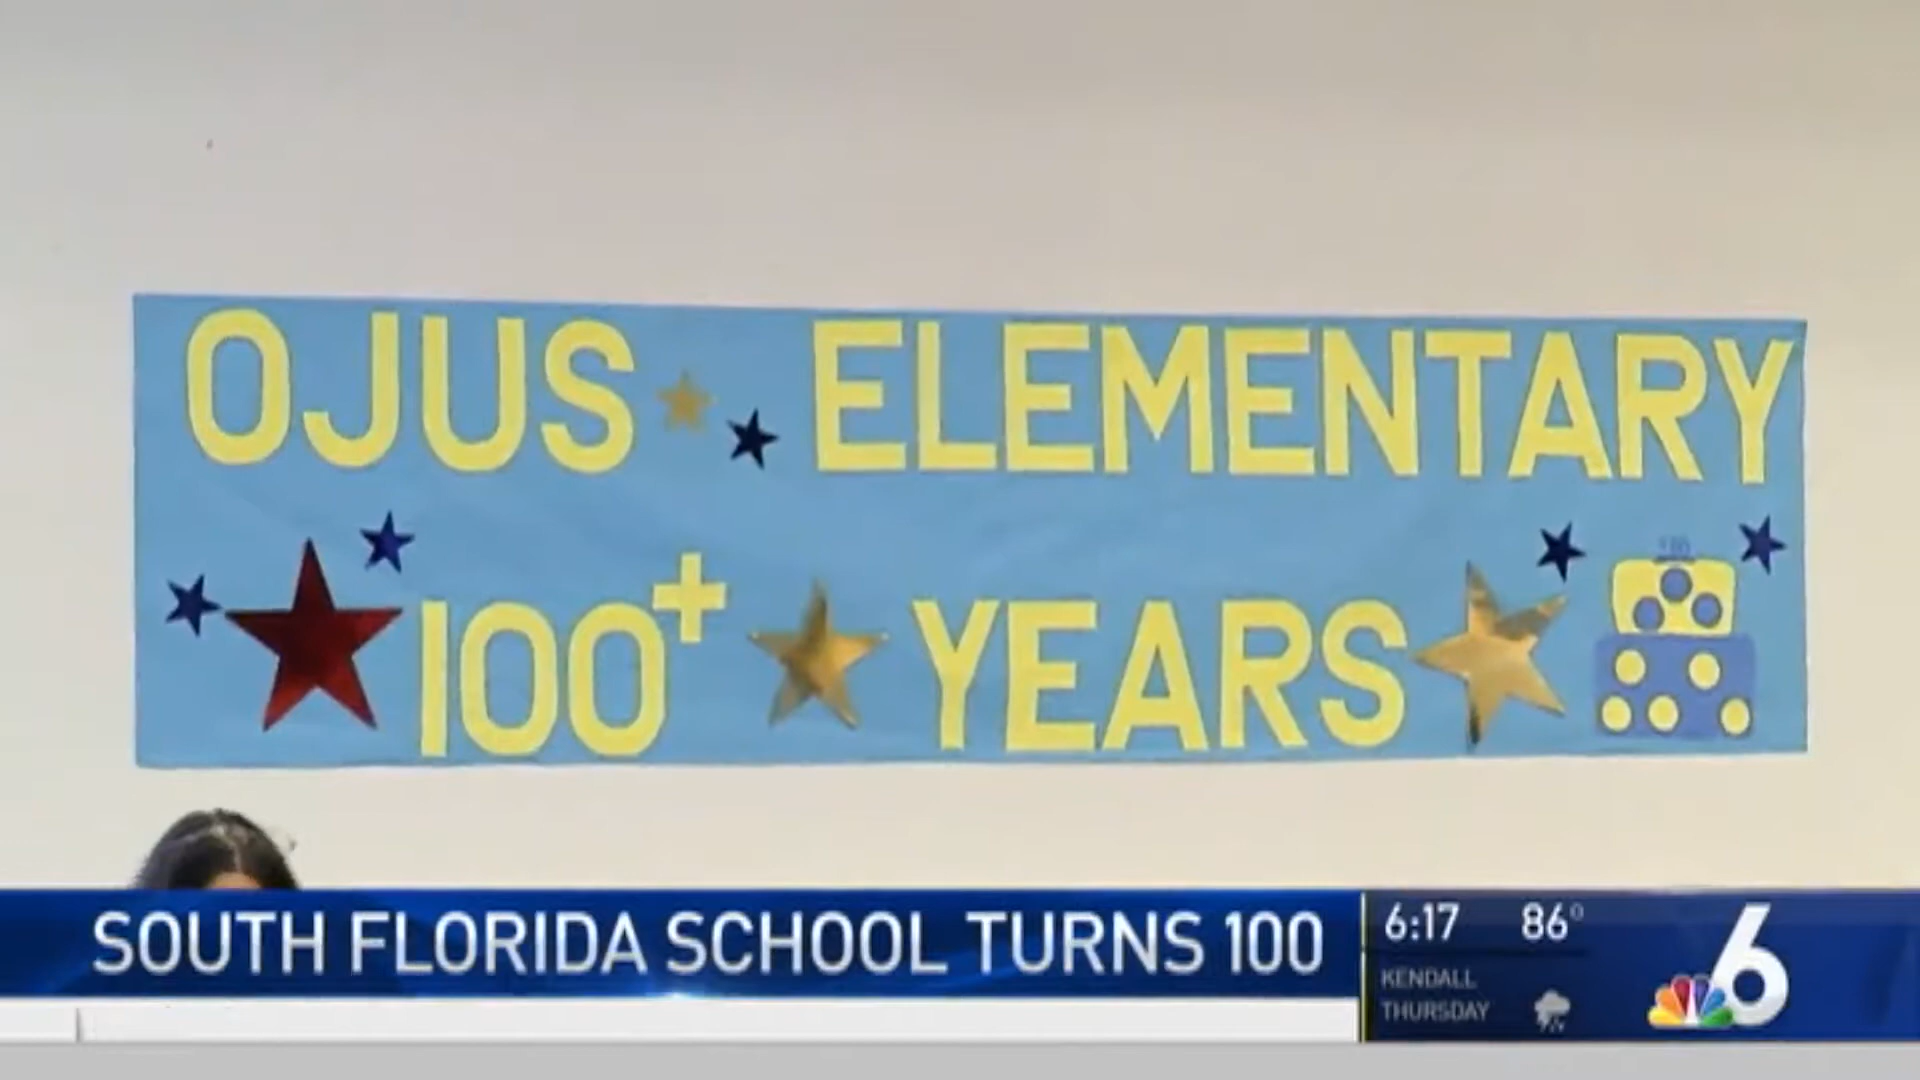 OJUS ELEMENTARY
100+ YEARS
SOUTH FLORIDA SCHOOL TURNS 100
6:17 86°
KENDALL
THURSDAY
6